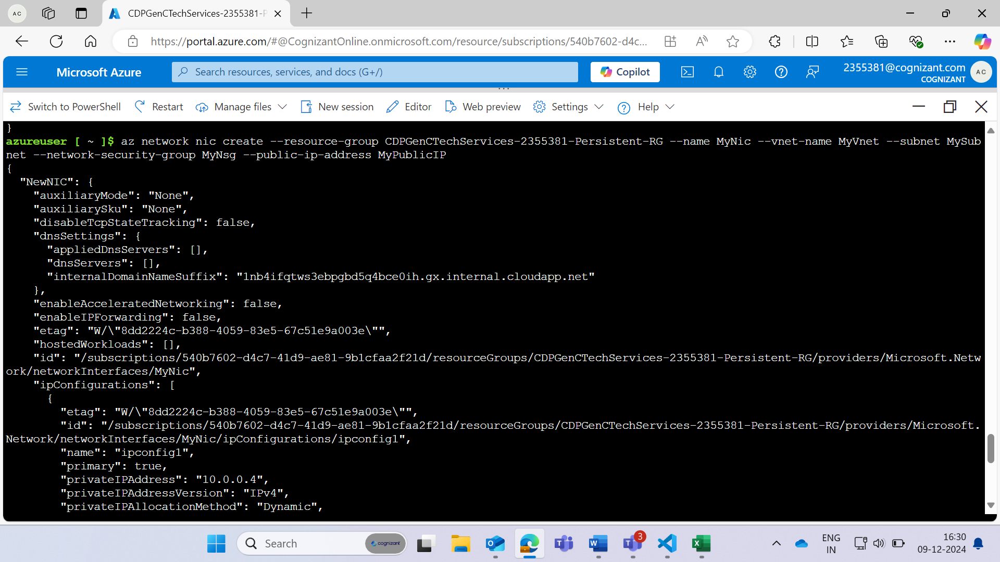 AC
CDPGenCTechServices-2355381-P
https://portal.azure.com/#@CognizantOnline.onmicrosoft.com/resource/subscriptions/540b7602-d4c...
Microsoft Azure
Search resources, services, and docs (G+/)
Copilot
2355381@cognizant.com
COGNIZANT
AC
Switch to PowerShell
Restart
Manage files
New session
Editor
Web preview
Settings
Help
}
azureuser [ ~ ]$ az network nic create --resource-group CDPGenCTechServices-2355381-Persistent-RG --name MyNic --vnet-name MyVnet --subnet MySub
net --network-security-group MyNsg --public-ip-address MyPublicIP
{
  "NewNIC": {
    "auxiliaryMode": "None",
    "auxiliarySku": "None",
    "disableTcpStateTracking": false,
    "dnsSettings": {
      "appliedDnsServers": [],
      "dnsServers": [],
      "internalDomainNameSuffix": "1nb4ifqtws3ebpgbd5q4bce0ih.gx.internal.cloudapp.net"
    },
    "enableAcceleratedNetworking": false,
    "enableIPForwarding": false,
    "etag": "W/\"8dd2224c-b388-4059-83e5-67c51e9a003e\"",
    "hostedWorkloads": [],
    "id": "/subscriptions/540b7602-d4c7-41d9-ae81-9b1cfaa2f21d/resourceGroups/CDPGenCTechServices-2355381-Persistent-RG/providers/Microsoft.Netw
ork/networkInterfaces/MyNic",
    "ipConfigurations": [
      {
        "etag": "W/\"8dd2224c-b388-4059-83e5-67c51e9a003e\"",
        "id": "/subscriptions/540b7602-d4c7-41d9-ae81-9b1cfaa2f21d/resourceGroups/CDPGenCTechServices-2355381-Persistent-RG/providers/Microsoft.
Network/networkInterfaces/MyNic/ipConfigurations/ipconfig1",
        "name": "ipconfig1",
        "primary": true,
        "privateIPAddress": "10.0.0.4",
        "privateIPAddressVersion": "IPv4",
        "privateIPAllocationMethod": "Dynamic",
Search
cognizant
3
ENG
IN
16:30
09-12-2024